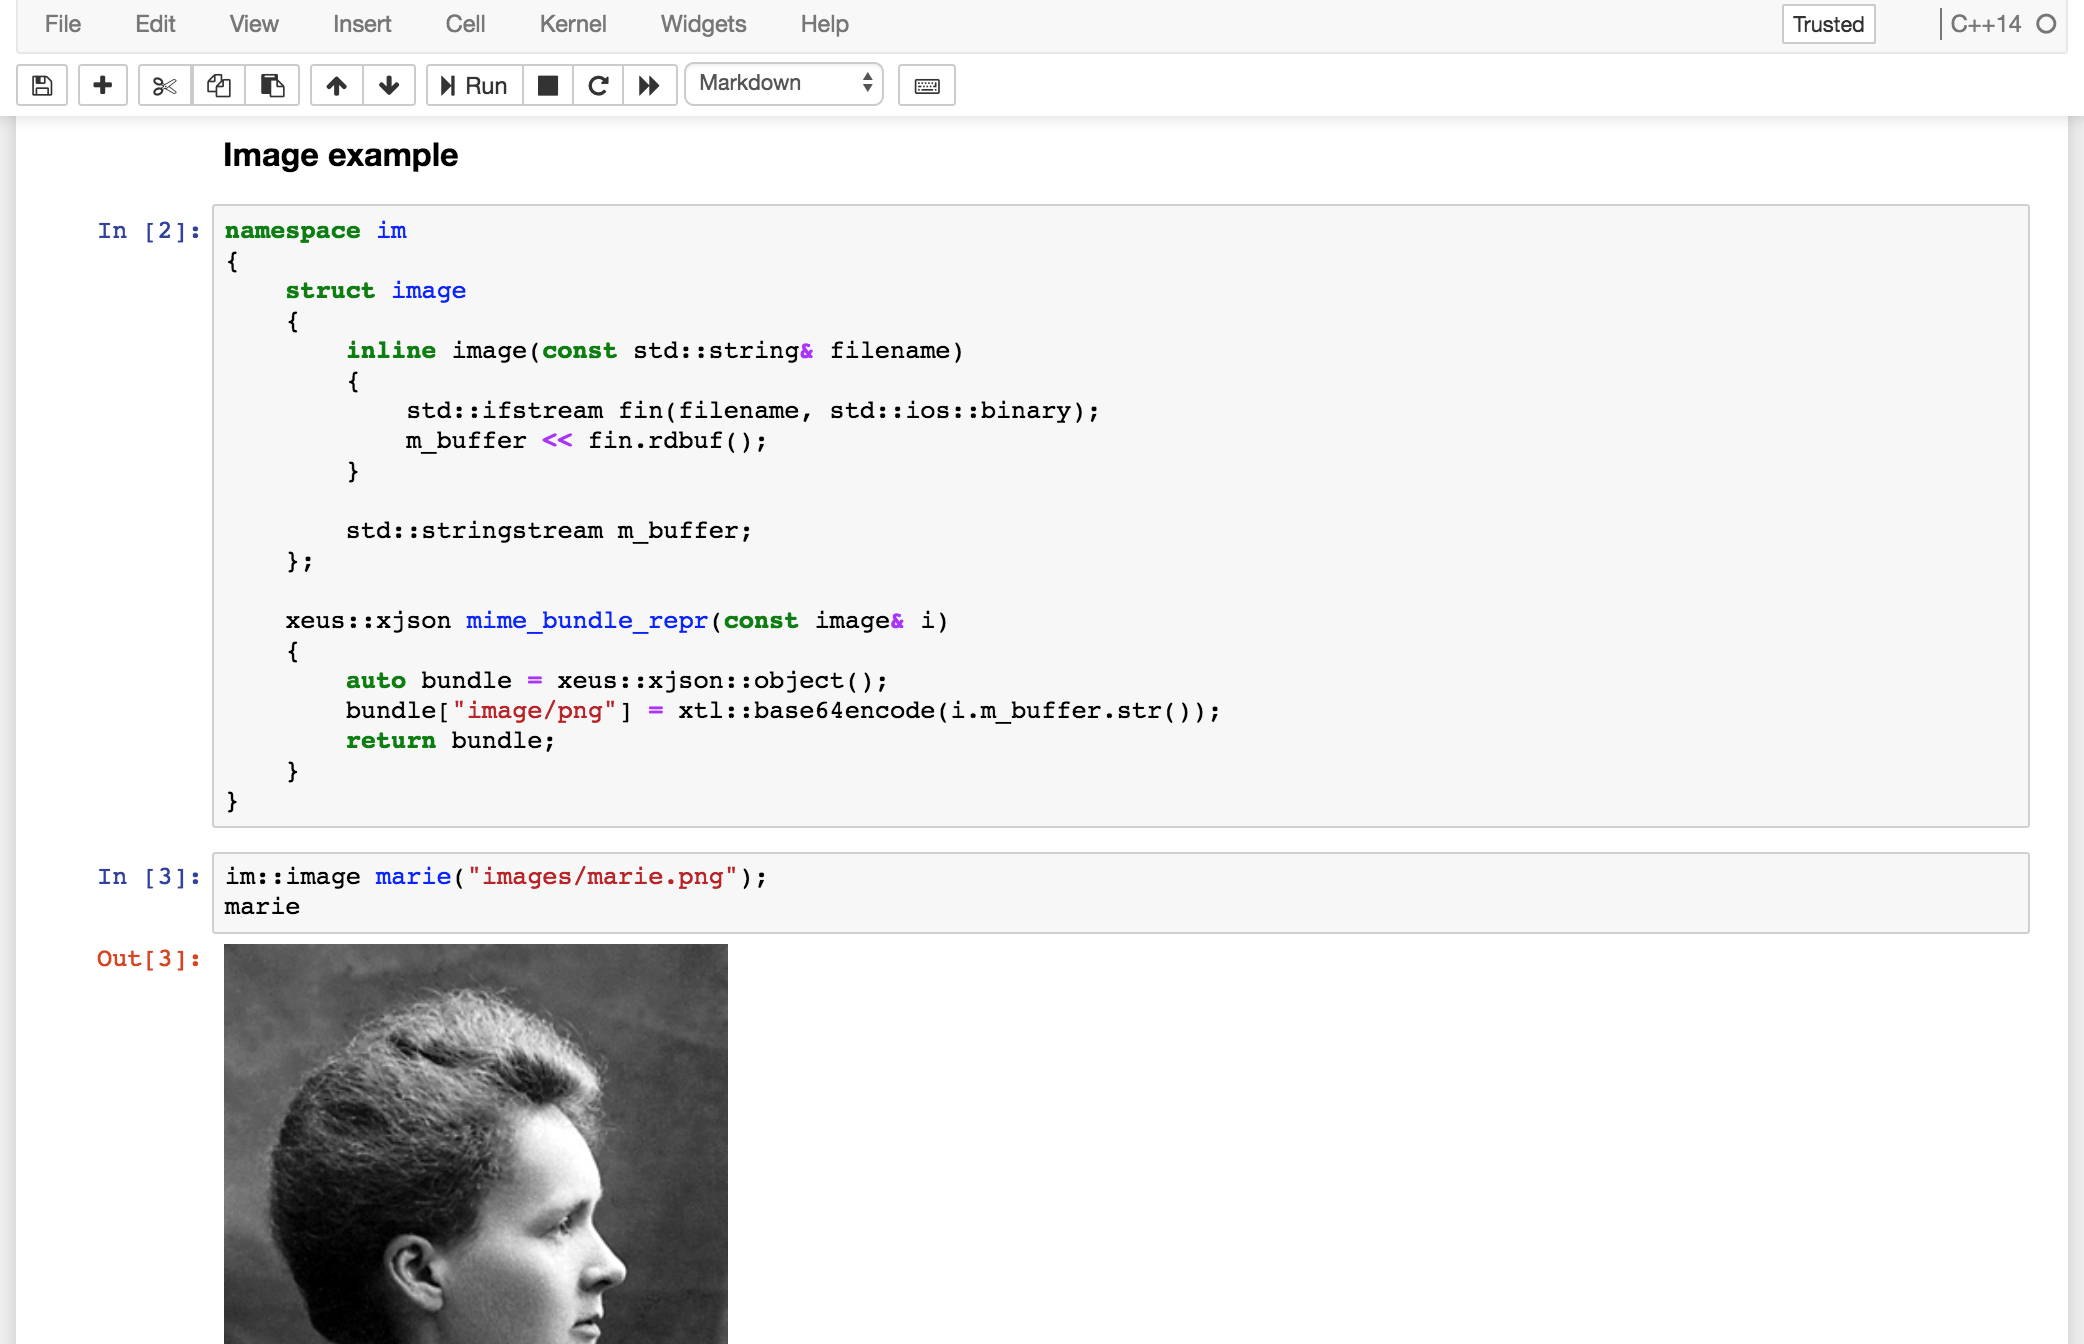 File Edit View Insert Cell Kernel Widgets Help Trusted C++14
Run Markdown
Image example
In [2]:
namespace im
{
    struct image
    {
        inline image(const std::string& filename)
        {
            std::ifstream fin(filename, std::ios::binary);
            m_buffer << fin.rdbuf();
        }

        std::stringstream m_buffer;
    };

    xeus::xjson mime_bundle_repr(const image& i)
    {
        auto bundle = xeus::xjson::object();
        bundle["image/png"] = xtl::base64encode(i.m_buffer.str());
        return bundle;
    }
}
In [3]:
im::image marie("images/marie.png");
marie
Out[3]: